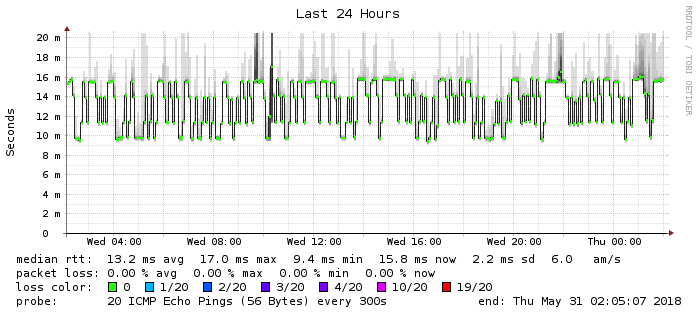 Last 24 Hours
RRDTOOL / TOBI OETIKER
Seconds
20 m
18 m
16 m
14 m
12 m
10 m
8 m
6 m
4 m
2 m
0
Wed 04:00 Wed 08:00 Wed 12:00 Wed 16:00 Wed 20:00 Thu 00:00
median rtt: 13.2 ms avg 17.0 ms max 9.4 ms min 15.8 ms now 2.2 ms sd 6.0 am/s
packet loss: 0.00 % avg 0.00 % max 0.00 % min 0.00 % now
loss color: 0 1/20 2/20 3/20 4/20 10/20 19/20
probe: 20 ICMP Echo Pings (56 Bytes) every 300s end: Thu May 31 02:05:07 2018